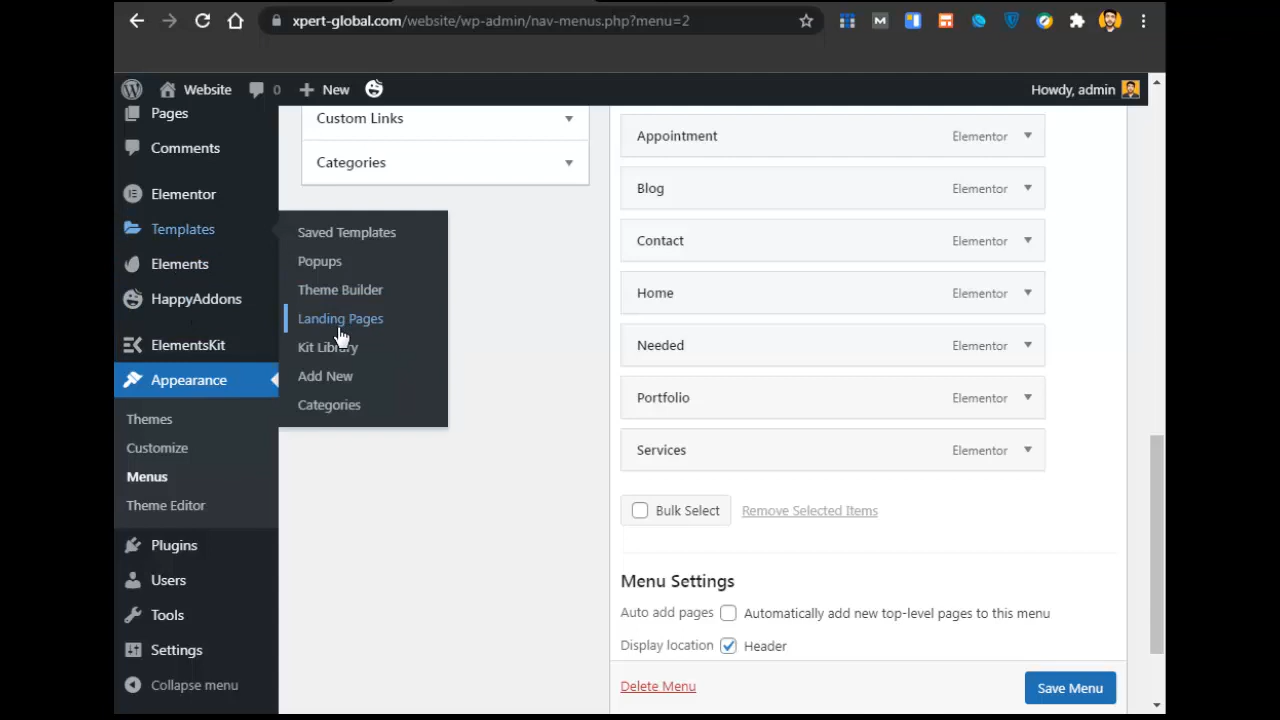 xpert-global.com/website/wp-admin/nav-menus.php?menu=2
Website 0 New Howdy, admin
Pages
Comments
Elementor
Templates
Elements
HappyAddons
ElementsKit
Appearance
Themes
Customize
Menus
Theme Editor
Plugins
Users
Tools
Settings
Collapse menu
Saved Templates
Popups
Theme Builder
Landing Pages
Kit Library
Add New
Categories
Custom Links
Categories
Appointment Elementor
Blog Elementor
Contact Elementor
Home Elementor
Needed Elementor
Portfolio Elementor
Services Elementor
Bulk Select Remove Selected Items
Menu Settings
Auto add pages Automatically add new top-level pages to this menu
Display location Header
Delete Menu Save Menu